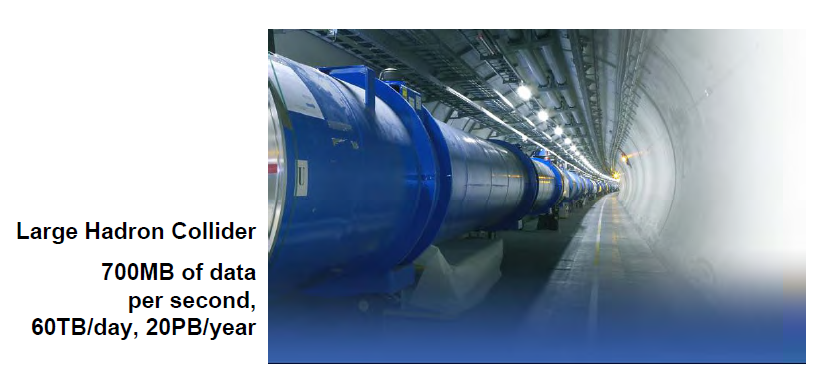 Large Hadron Collider
700MB of data
per second,
60TB/day, 20PB/year